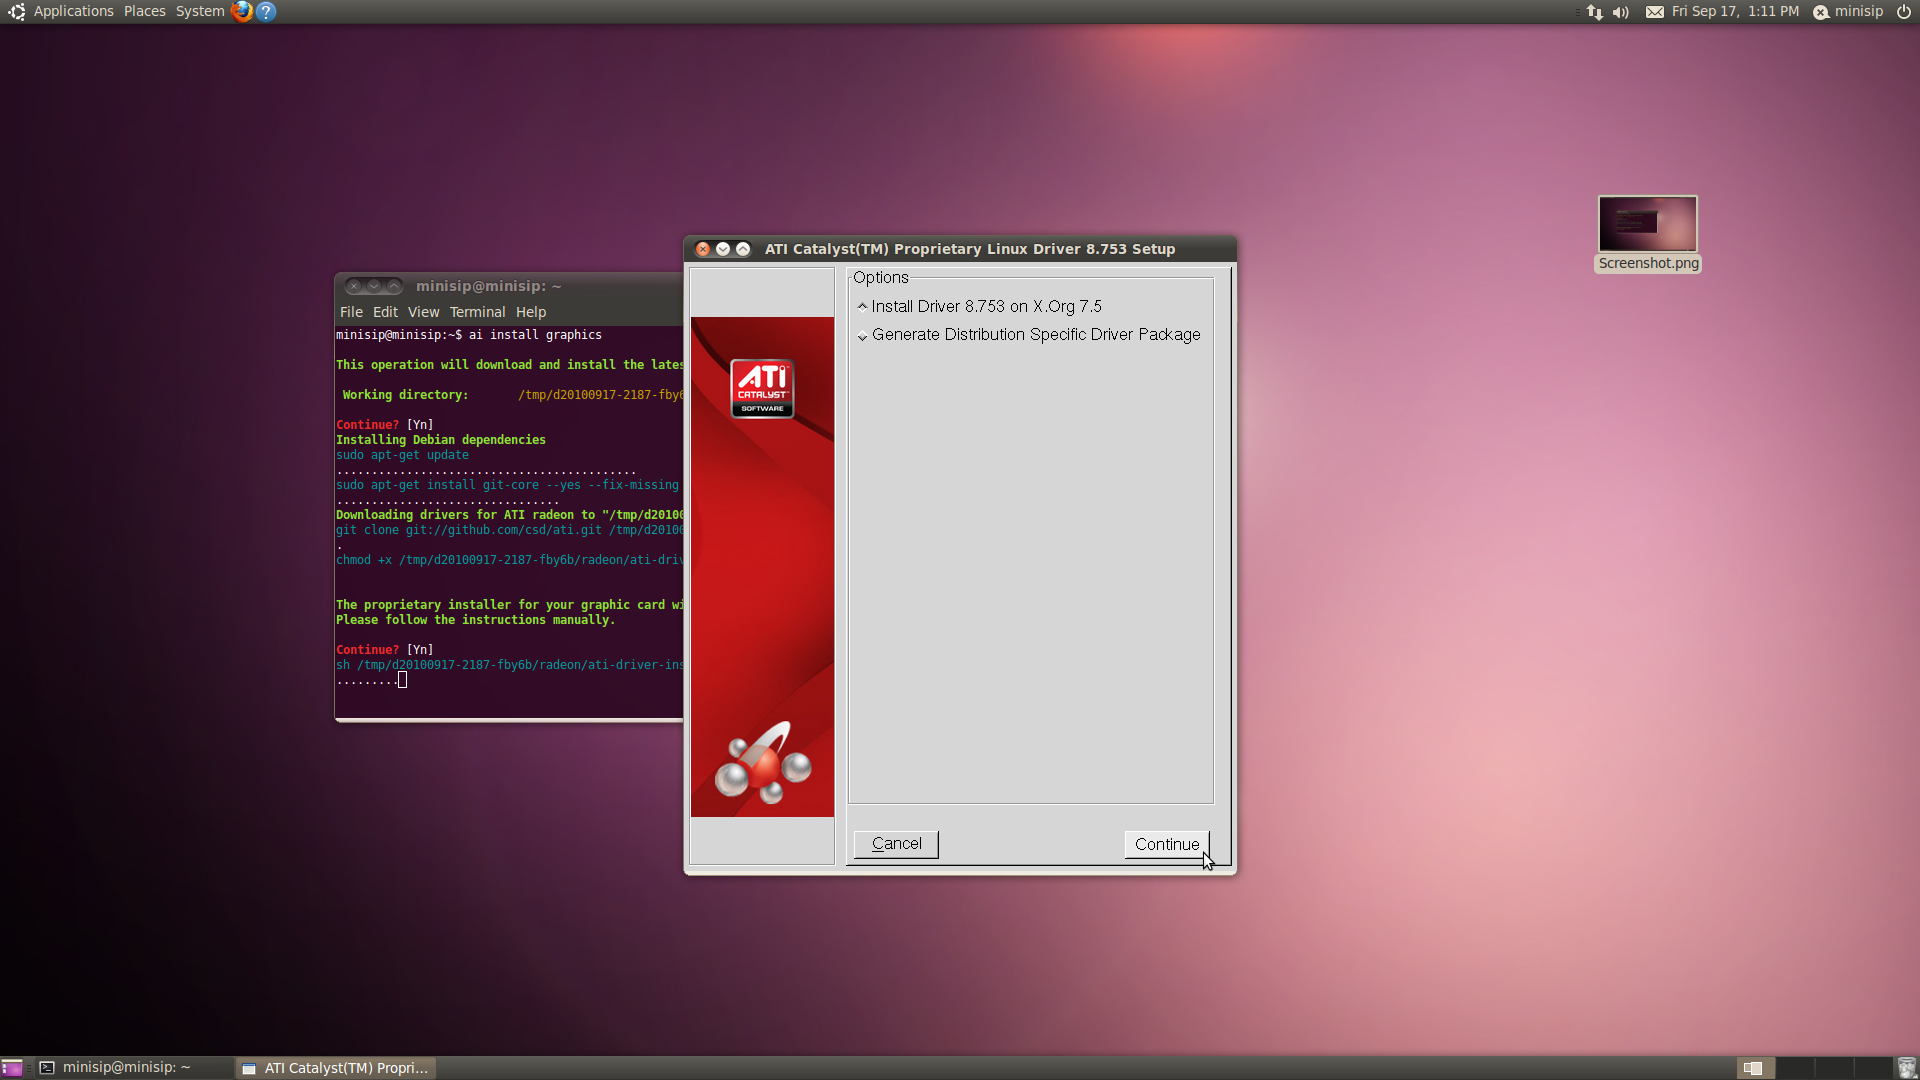 Applications Places System
Fri Sep 17, 1:11 PM minisip
Screenshot.png
minisip@minisip: ~
File Edit View Terminal Help
minisip@minisip:~$ ai install graphics
This operation will download and install the lates
Working directory: /tmp/d20100917-2187-fby6
Continue? [Yn]
Installing Debian dependencies
sudo apt-get update
...........................................
sudo apt-get install git-core --yes --fix-missing
................................
Downloading drivers for ATI radeon to "/tmp/d20100
git clone git://github.com/csd/ati.git /tmp/d20100
.
chmod +x /tmp/d20100917-2187-fby6b/radeon/ati-driv
The proprietary installer for your graphic card wi
Please follow the instructions manually.
Continue? [Yn]
sh /tmp/d20100917-2187-fby6b/radeon/ati-driver-ins
.........
ATI Catalyst(TM) Proprietary Linux Driver 8.753 Setup
ATI
CATALYST
SOFTWARE
Options
Install Driver 8.753 on X.Org 7.5
Generate Distribution Specific Driver Package
Cancel Continue
minisip@minisip: ~
ATI Catalyst(TM) Propri...